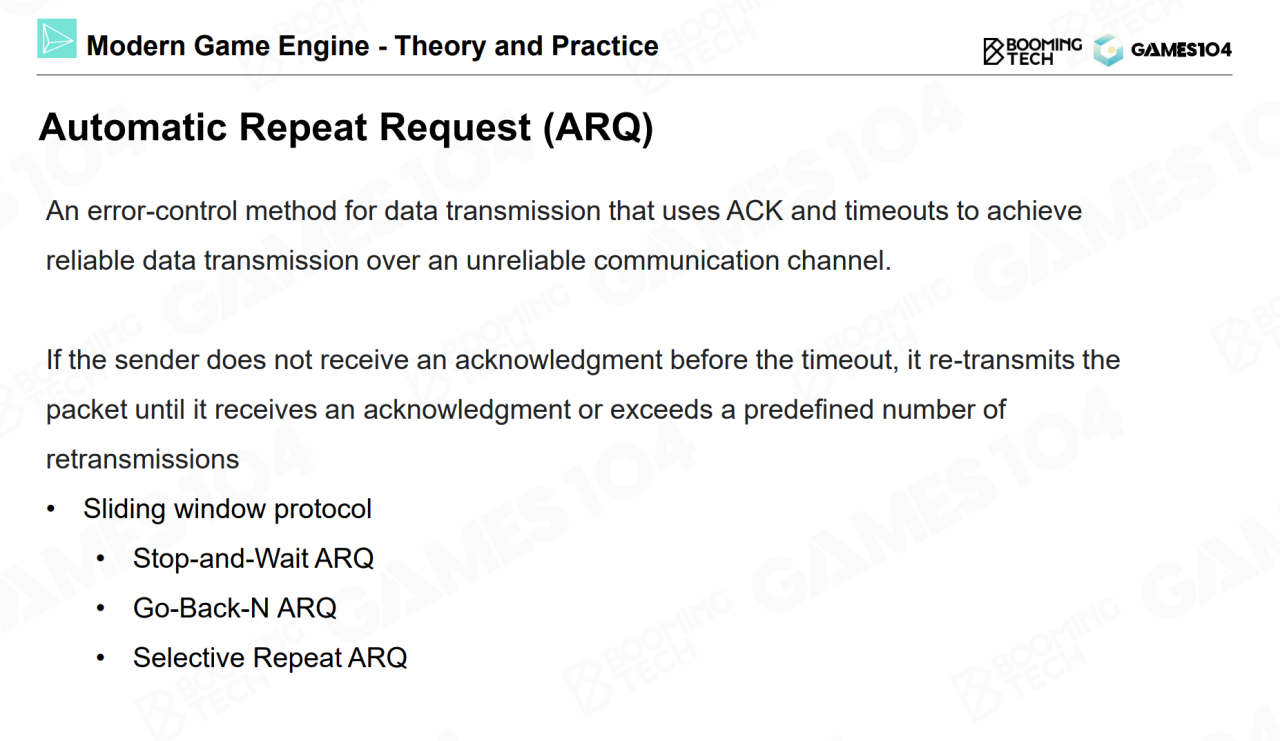 Modern Game Engine - Theory and Practice
BOOMING
TECH
GAMES104
Automatic Repeat Request (ARQ)
An error-control method for data transmission that uses ACK and timeouts to achieve
reliable data transmission over an unreliable communication channel.
If the sender does not receive an acknowledgment before the timeout, it re-transmits the
packet until it receives an acknowledgment or exceeds a predefined number of
retransmissions
• Sliding window protocol
• Stop-and-Wait ARQ
• Go-Back-N ARQ
• Selective Repeat ARQ